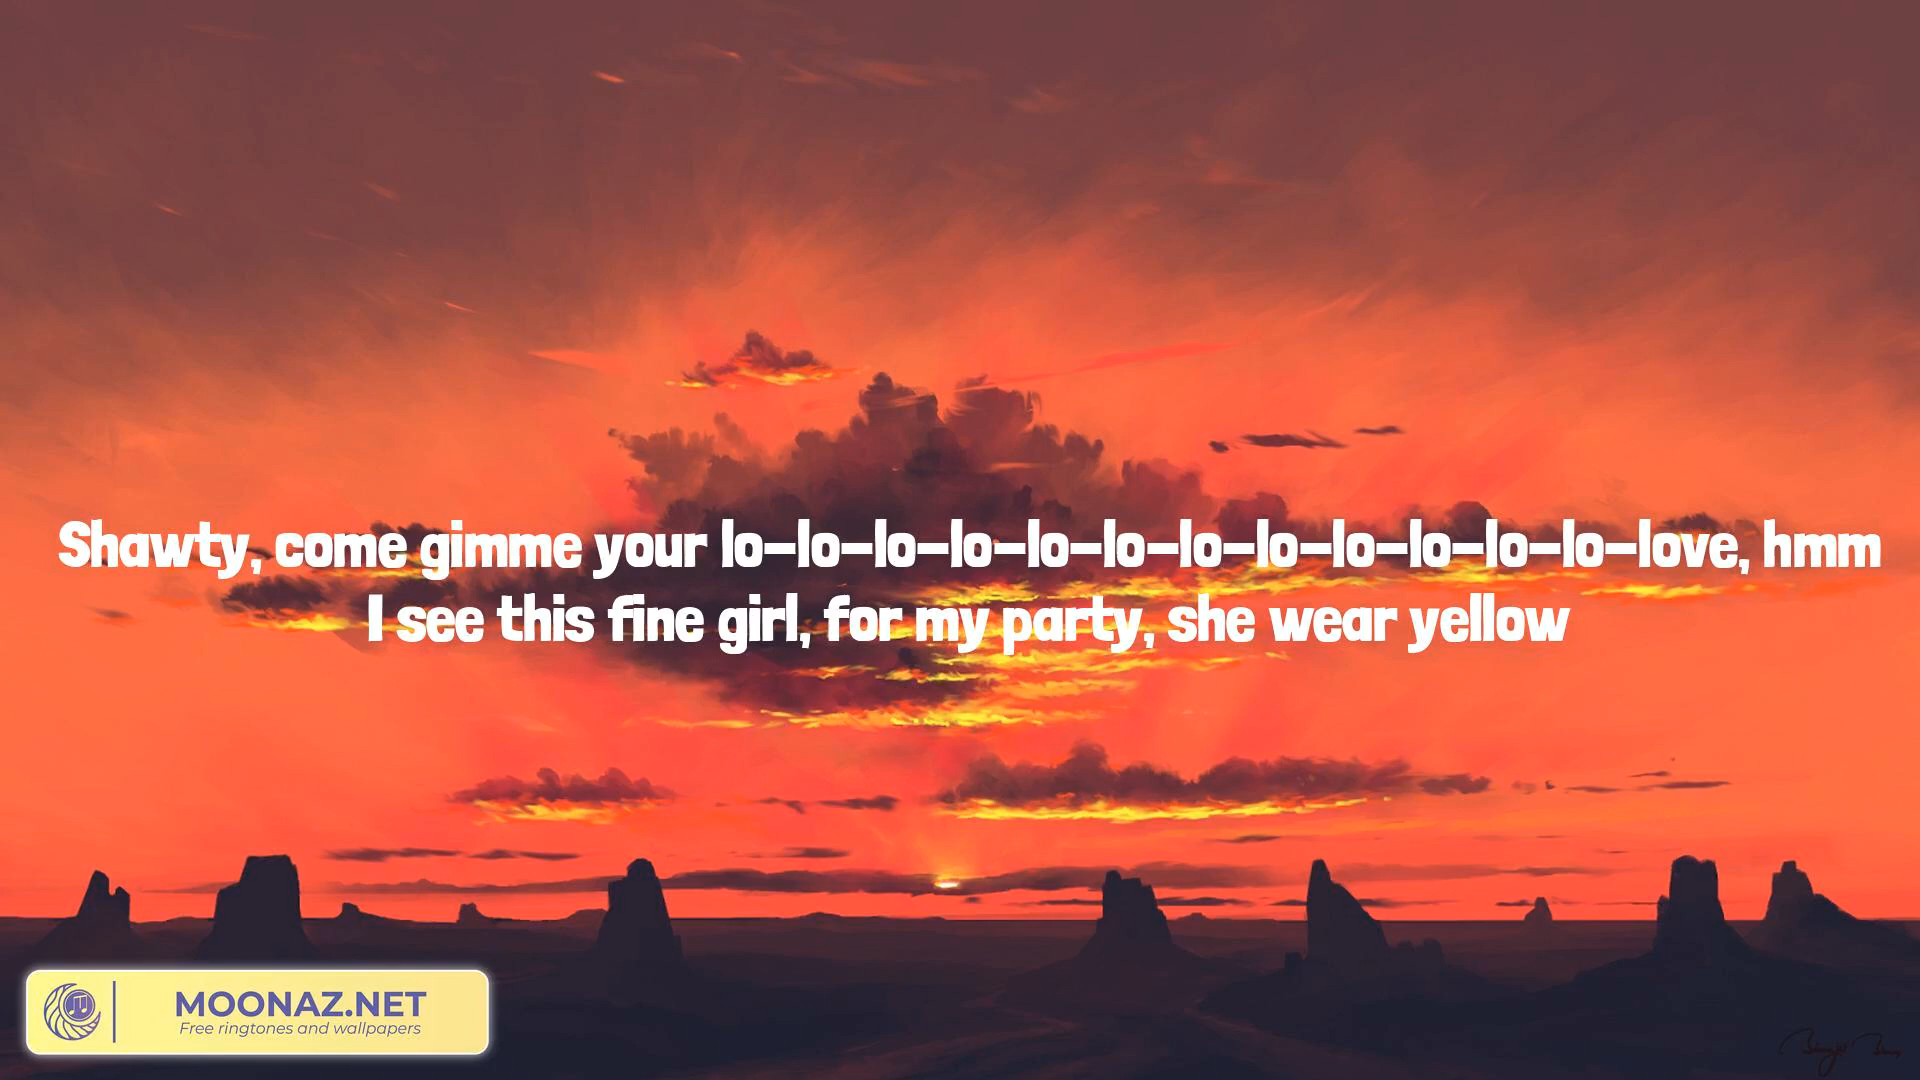 Shawty, come gimme your lo-lo-lo-lo-lo-lo-lo-lo-lo-lo-lo-lo-love, hmm
I see this fine girl, for my party, she wear yellow
MOONAZ.NET
Free ringtones and wallpapers